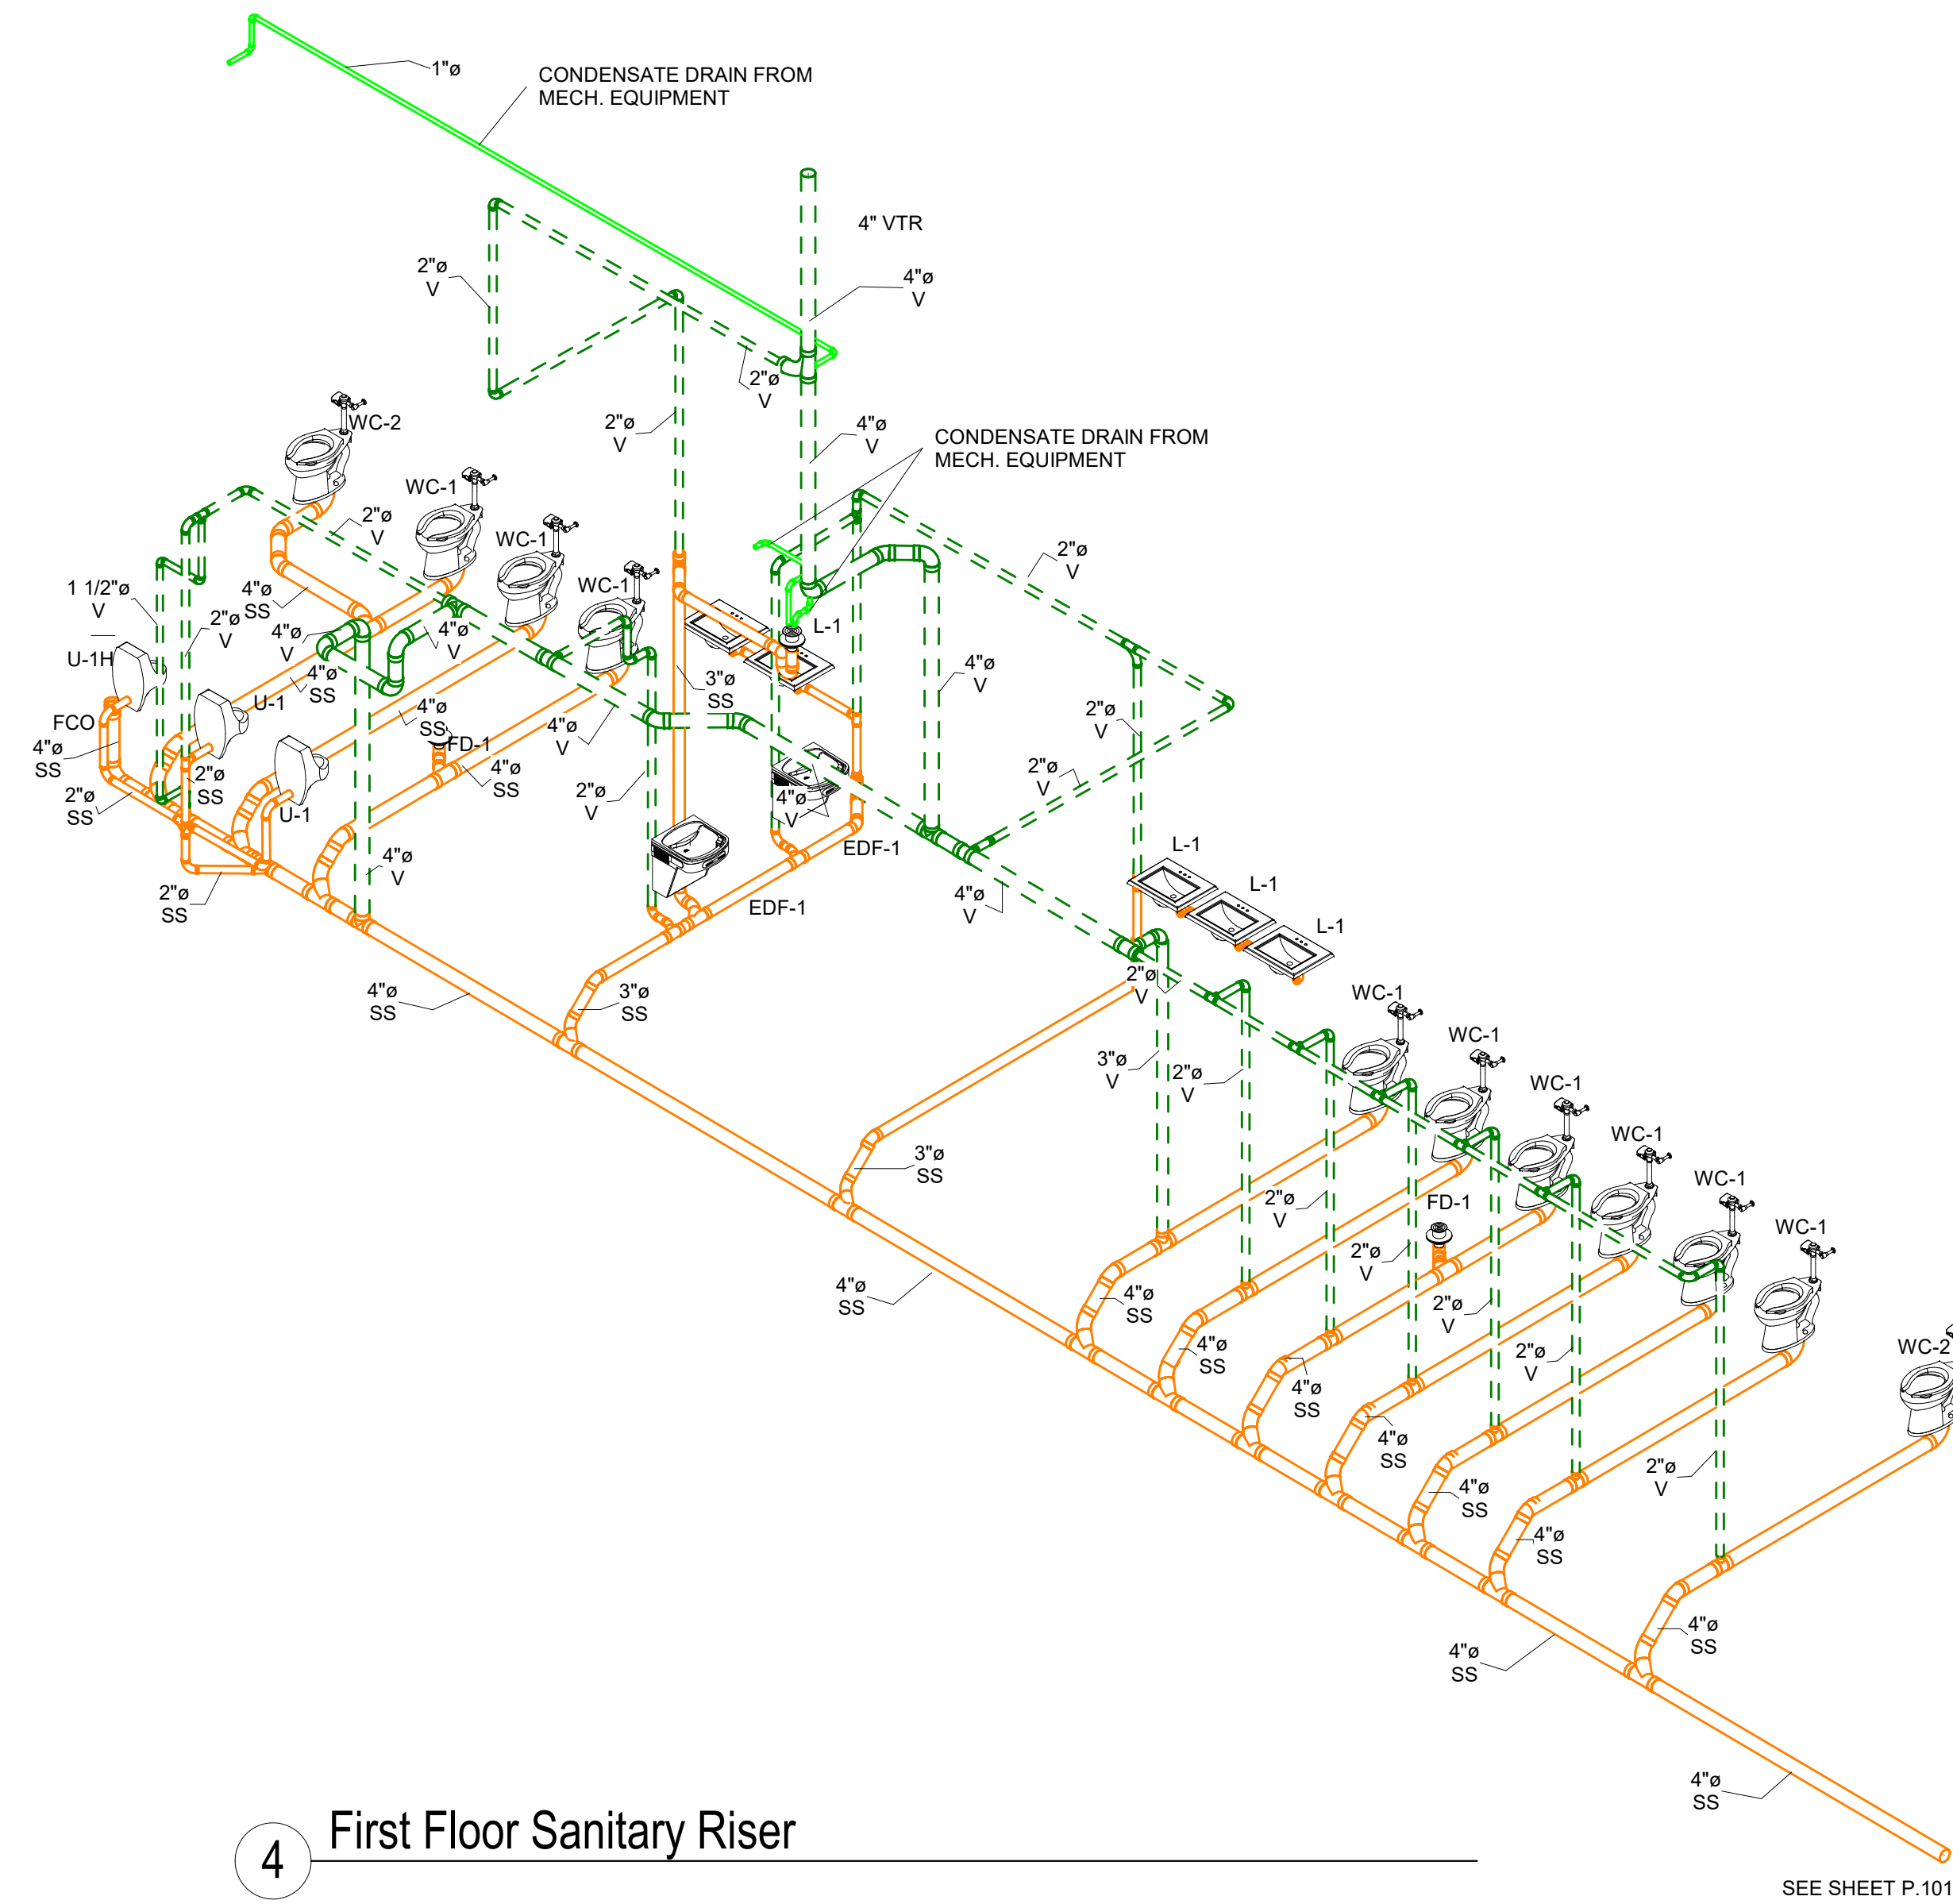 1"ø
CONDENSATE DRAIN FROM
MECH. EQUIPMENT
4" VTR
2"ø
V
4"ø
V
2"ø
V
WC-2
2"ø
V
4"ø
V
CONDENSATE DRAIN FROM
MECH. EQUIPMENT
WC-1
2"ø
V
WC-1
2"ø
V
WC-1
1 1/2"ø
V
4"ø
SS
2"ø
V
4"ø
V
4"ø
V
L-1
U-1H
4"ø
SS
3"ø
SS
4"ø
V
U-1
FCO
4"ø
SS
4"ø
SS
FD-1
4"ø
V
2"ø
V
4"ø
SS
2"ø
SS
2"ø
SS
2"ø
V
2"ø
V
4"ø
V
U-1
EDF-1
4"ø
V
L-1
2"ø
SS
4"ø
V
L-1
EDF-1
L-1
2"ø
V
4"ø
SS
3"ø
SS
WC-1
WC-1
3"ø
V
2"ø
V
WC-1
WC-1
3"ø
SS
WC-1
2"ø
V
FD-1
WC-1
2"ø
V
4"ø
SS
4"ø
SS
2"ø
V
4"ø
SS
2"ø
V
WC-2
4"ø
SS
4"ø
SS
2"ø
V
4"ø
SS
4"ø
SS
4"ø
SS
4"ø
SS
4"ø
SS
4
First Floor Sanitary Riser
SEE SHEET P.101